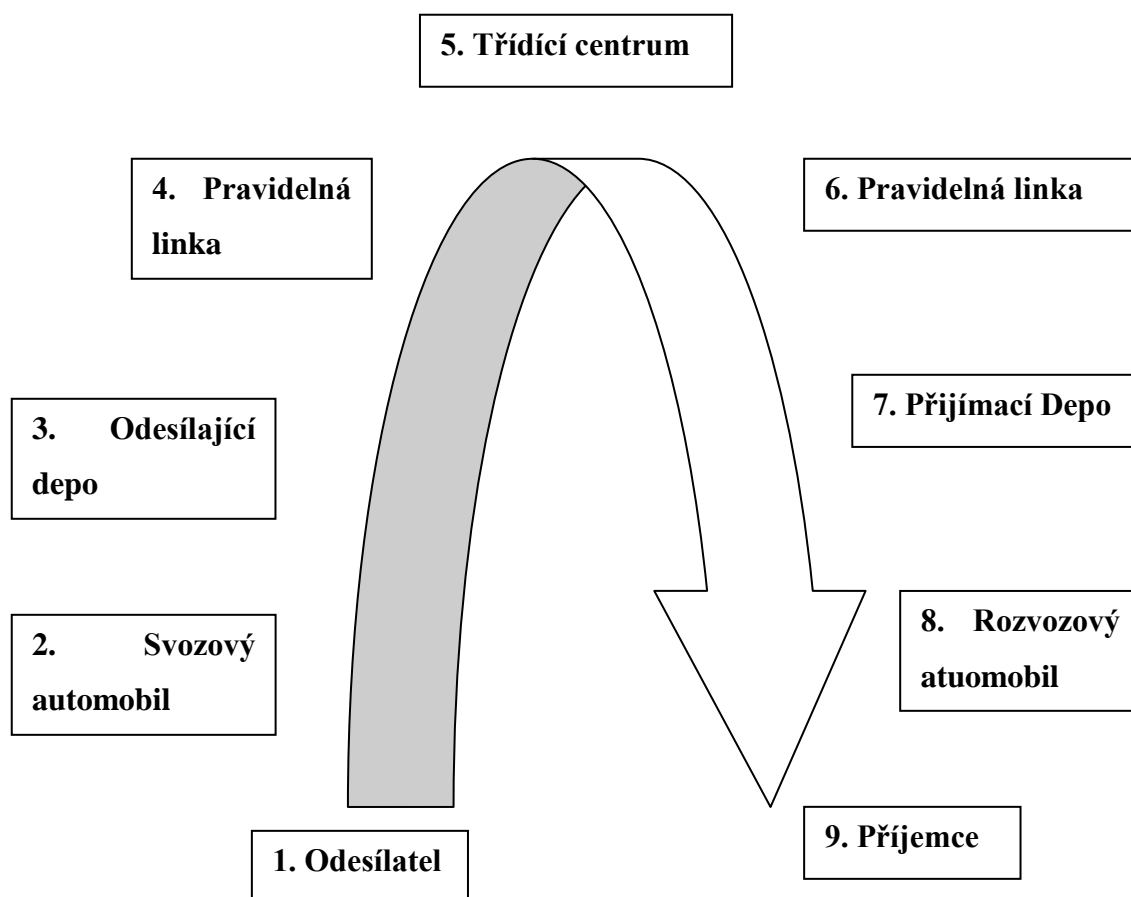 5. Třídící centrum
4. Pravidelná
linka
6. Pravidelná linka
3. Odesílající
depo
7. Přijímací Depo
2. Svozový
automobil
8. Rozvozový
atuomobil
1. Odesílatel
9. Příjemce